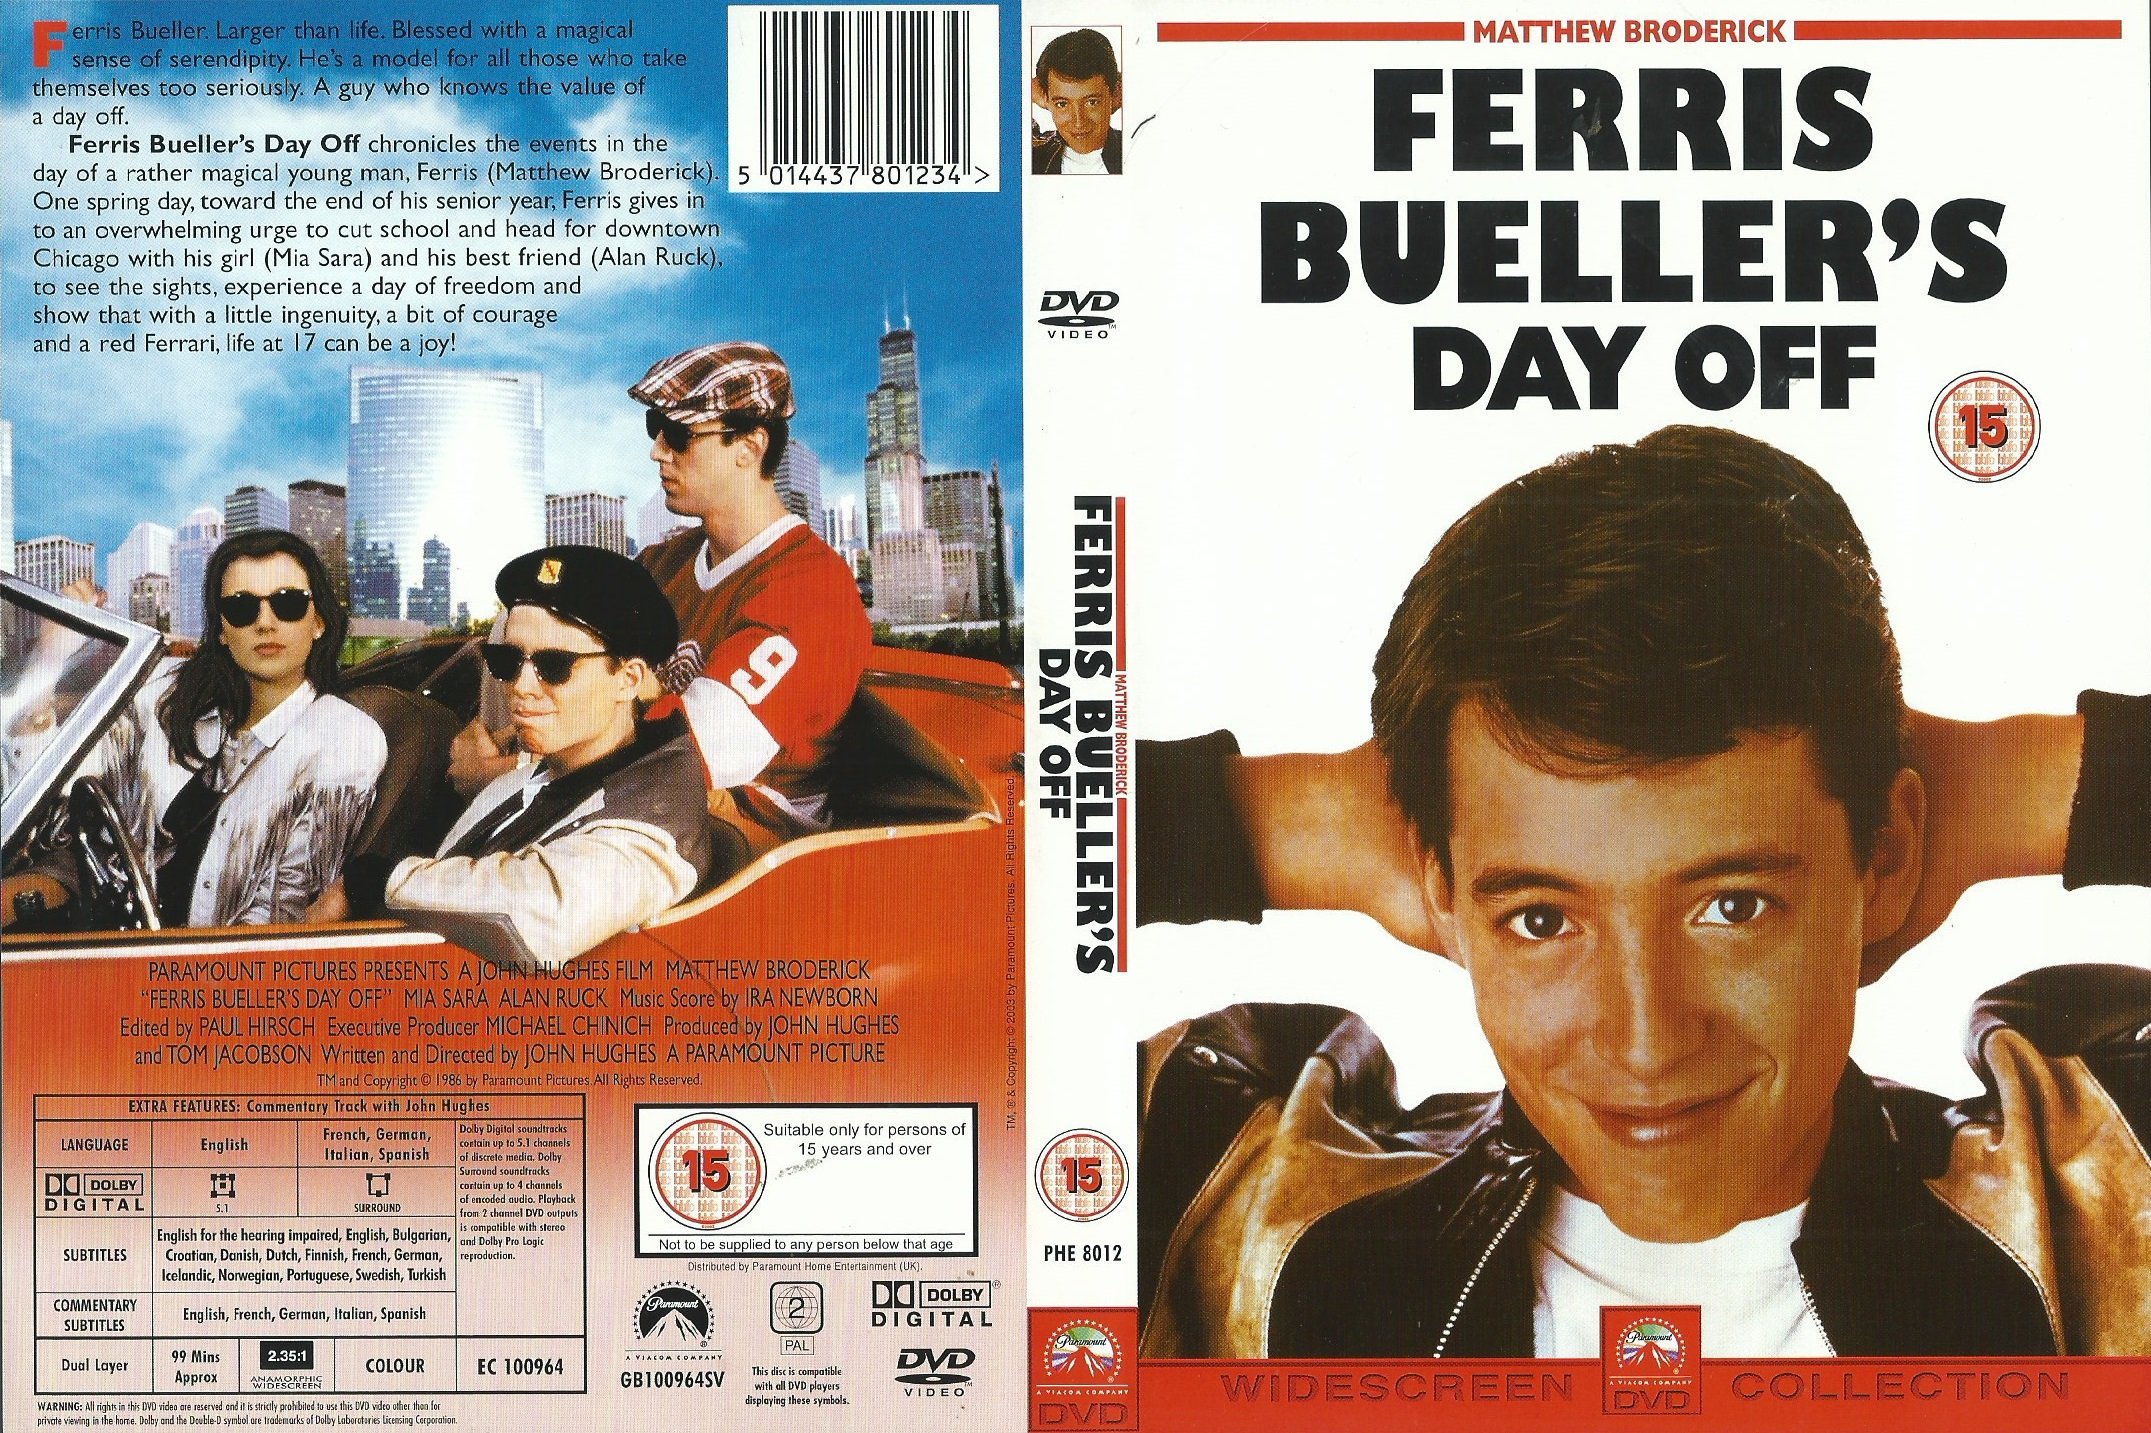 Ferris Bueller. Larger than life. Blessed with a magical
sense of serendipity. He's a model for all those who take
themselves too seriously. A guy who knows the value of
a day off.
Ferris Bueller's Day Off chronicles the events in the
day of a rather magical young man, Ferris (Matthew Broderick).
One spring day, toward the end of his senior year, Ferris gives in
to an overwhelming urge to cut school and head for downtown
Chicago with his girl (Mia Sara) and his best friend (Alan Ruck),
to see the sights, experience a day of freedom and
show that with a little ingenuity, a bit of courage
and a red Ferrari, life at 17 can be a joy!
5 014437 801234 >
9
PARAMOUNT PICTURES PRESENTS A JOHN HUGHES FILM MATTHEW BRODERICK
"FERRIS BUELLER'S DAY OFF" MIA SARA ALAN RUCK Music Score by IRA NEWBORN
Edited by PAUL HIRSCH Executive Producer MICHAEL CHINICH Produced by JOHN HUGHES
and TOM JACOBSON Written and Directed by JOHN HUGHES A PARAMOUNT PICTURE
TM and Copyright © 1986 by Paramount Pictures. All Rights Reserved.
TM, ® & Copyright © 2003 by Paramount Pictures. All Rights Reserved.
EXTRA FEATURES: Commentary Track with John Hughes
LANGUAGE
English
French, German,
Italian, Spanish
DOLBY
DIGITAL
5.1
SURROUND
SUBTITLES
English for the hearing impaired, English, Bulgarian,
Croatian, Danish, Dutch, Finnish, French, German,
Icelandic, Norwegian, Portuguese, Swedish, Turkish
COMMENTARY
SUBTITLES
English, French, German, Italian, Spanish
Dolby Digital soundtracks
contain up to 5.1 channels
of discrete media. Dolby
Surround soundtracks
contain up to 4 channels
of encoded audio. Playback
from 2 channel DVD outputs
is compatible with stereo
and Dolby Pro Logic
reproduction.
Dual Layer
99 Mins
Approx
2.35:1
ANAMORPHIC
WIDESCREEN
COLOUR
EC 100964
WARNING: All rights in this DVD video are reserved and it is strictly prohibited to use this DVD video other than for
private viewing in the home. Dolby and the Double-D symbol are trademarks of Dolby Laboratories Licensing Corporation.
15
Suitable only for persons of
15 years and over
Not to be supplied to any person below that age
Distributed by Paramount Home Entertainment (UK).
Paramount
®
A VIACOM COMPANY
GB100964SV
2
PAL
This disc is compatible
with all DVD players
displaying these symbols.
DOLBY ®
DIGITAL
DVD
VIDEO ™
DVD
VIDEO ™
FERRIS BUELLER'S
DAY OFF
MATTHEW BRODERICK
15
PHE 8012
Paramount
®
A VIACOM COMPANY
DVD
MATTHEW BRODERICK
FERRIS
BUELLER'S
DAY OFF
15
WIDESCREEN
Paramount
®
A VIACOM COMPANY
DVD
COLLECTION